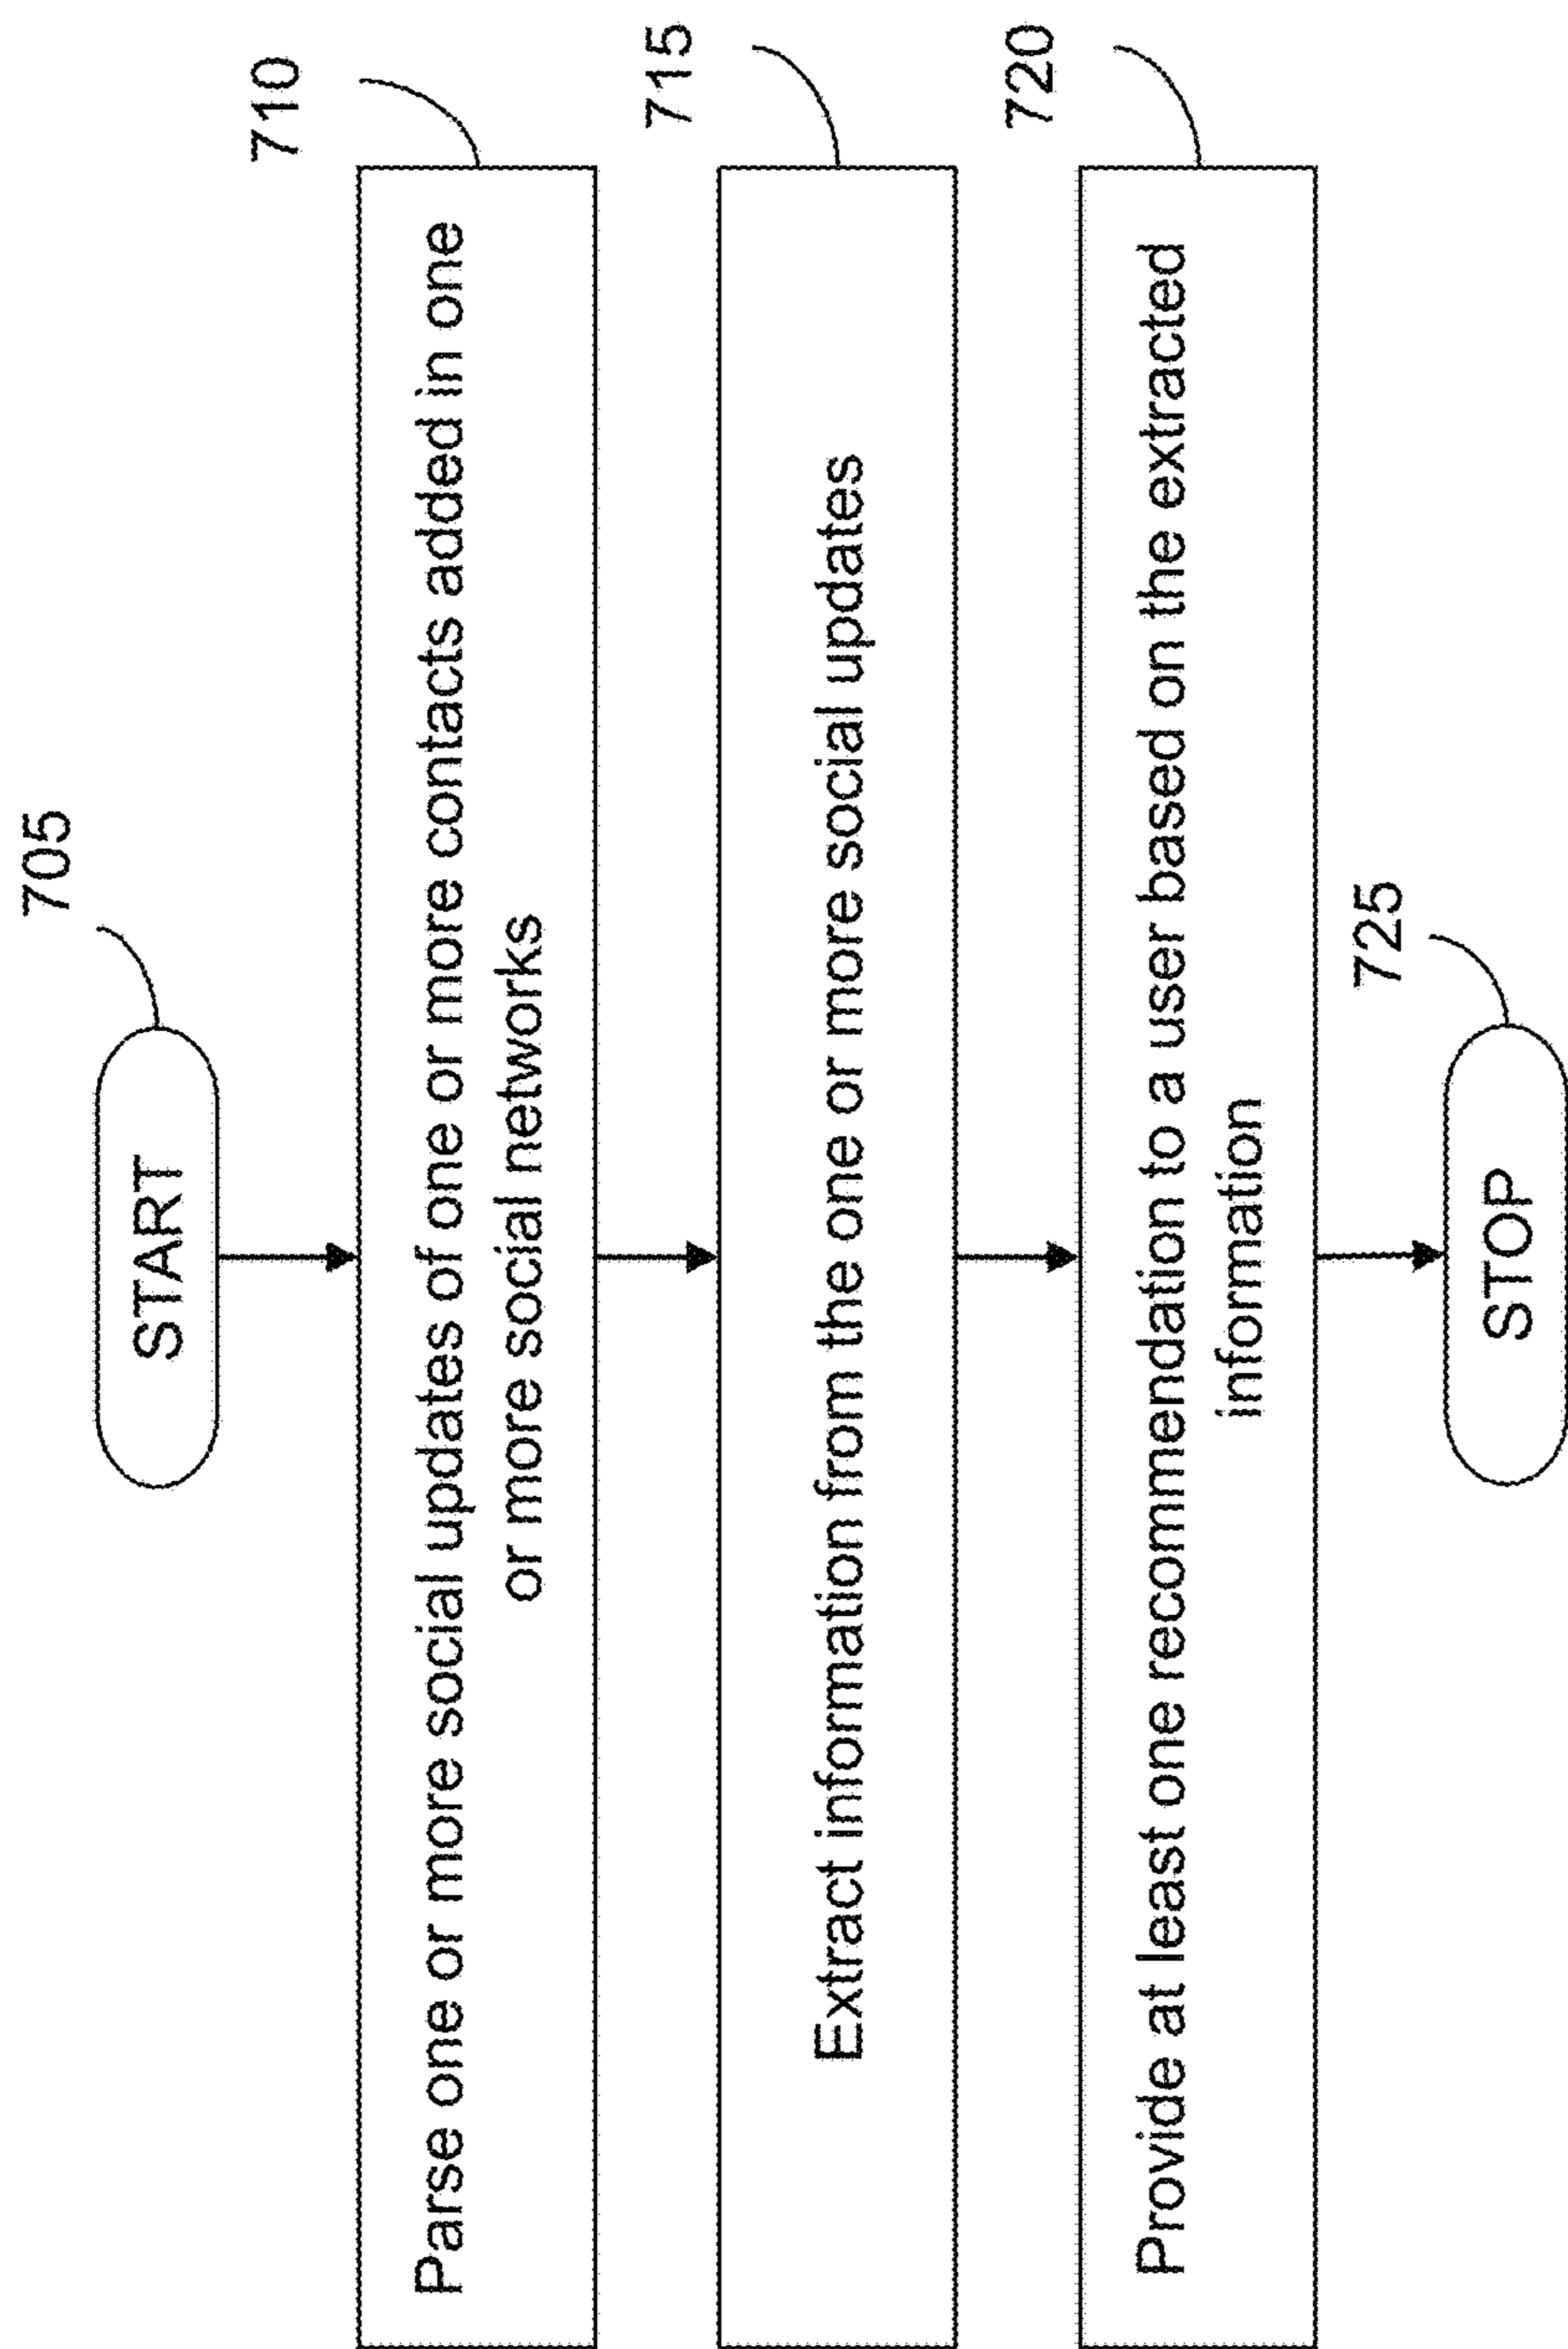 705
START
710
Parse one or more social updates of one or more contacts added in one
or more social networks
715
Extract information from the one or more social updates
720
Provide at least one recommendation to a user based on the extracted
information
725
STOP